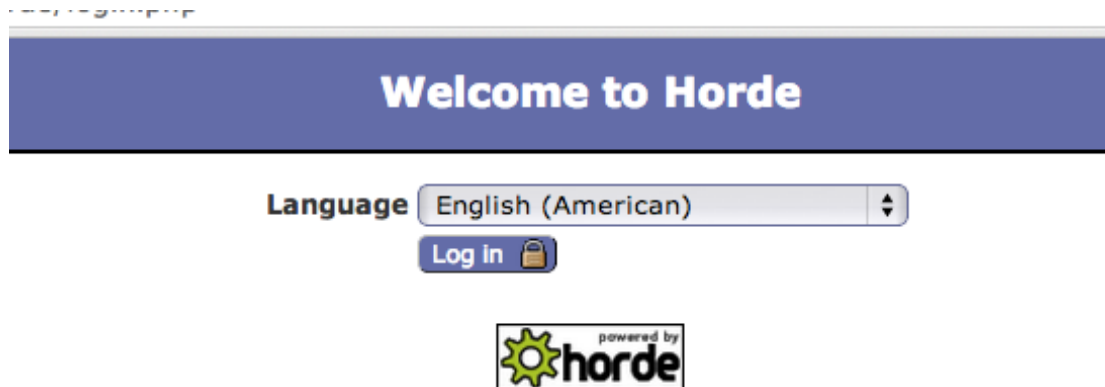 Welcome to Horde
Language English (American)
Log in
powered by
horde